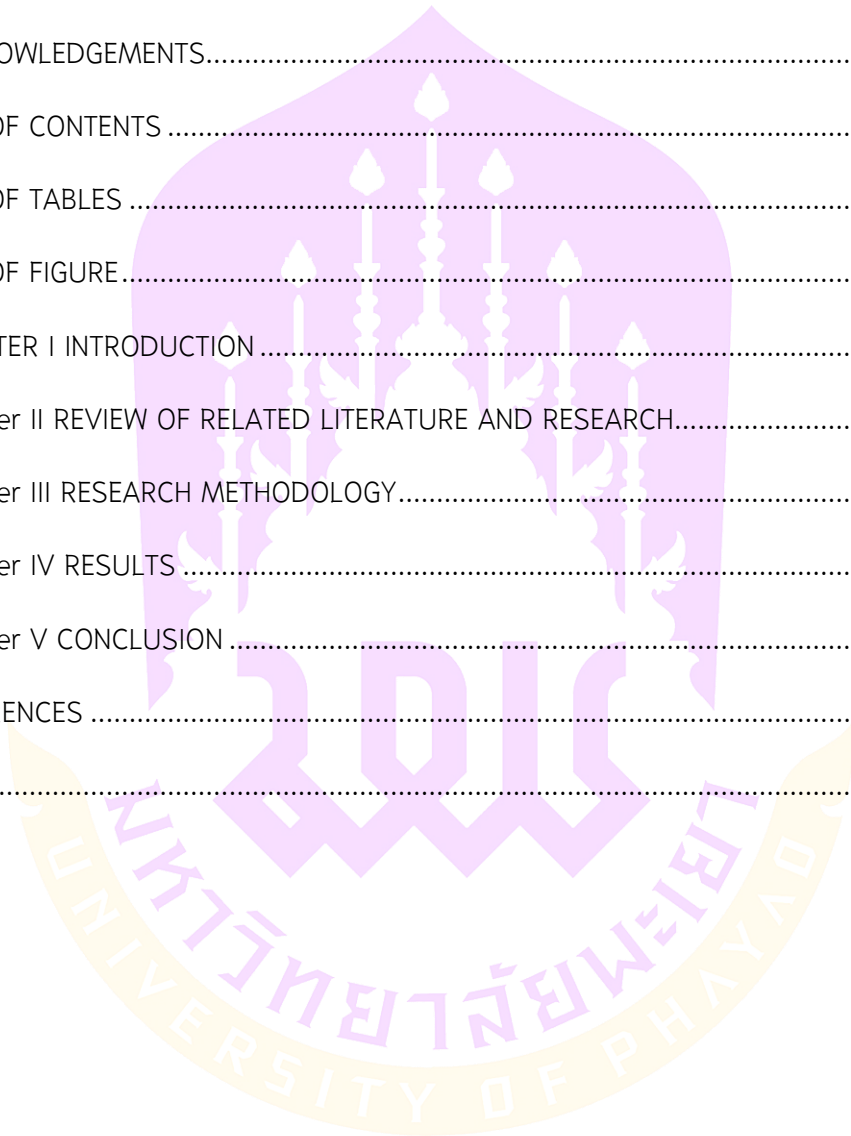 OWLEDGEMENTS....................................................................................
OF CONTENTS ........................................................................................
OF TABLES .............................................................................................
OF FIGURE..............................................................................................
TER I INTRODUCTION ............................................................................
er II REVIEW OF RELATED LITERATURE AND RESEARCH.......................
er III RESEARCH METHODOLOGY...........................................................
er IV RESULTS .......................................................................................
er V CONCLUSION ................................................................................
RENCES ..................................................................................................
................................................................................................................
มหาวิทยาลัยพะเยา
UNIVERSITY OF PHAYAO